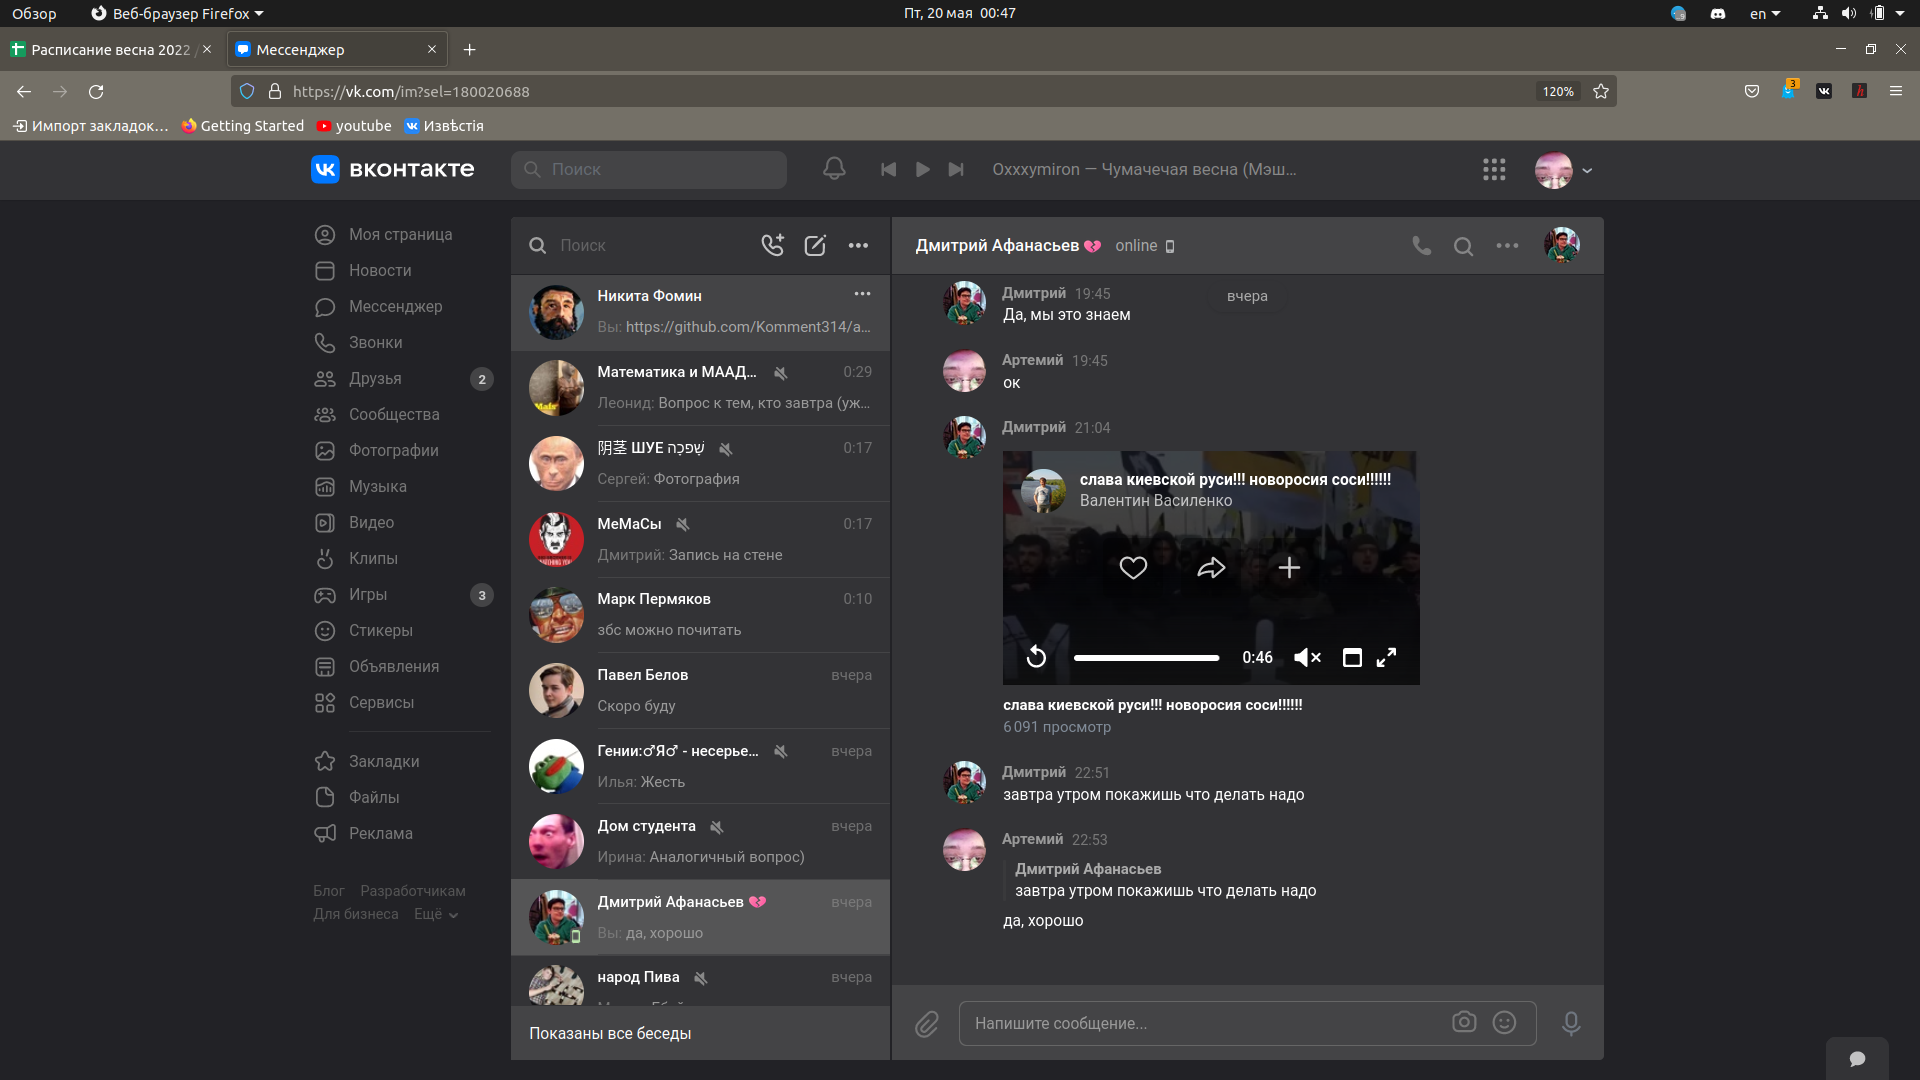 Обзор
Веб-браузер Firefox
Пт, 20 мая 00:47
en
Расписание весна 2022
Мессенджер
https://vk.com/im?sel=180020688
120%
3
Импорт закладок…
Getting Started
youtube
Извѣстія
вконтакте
Поиск
Oxxxymiron — Чумачечая весна (Мэш...
Моя страница
Новости
Мессенджер
Звонки
Друзья
2
Сообщества
Фотографии
Музыка
Видео
Клипы
Игры
3
Стикеры
Объявления
Сервисы
Закладки
Файлы
Реклама
Блог Разработчикам
Для бизнеса Ещё
Поиск
Никита Фомин
Вы: https://github.com/Komment314/a...
Математика и МААД...
0:29
Леонид: Вопрос к тем, кто завтра (уж...
阴茎 ШУЕ שָׁפכָה
0:17
Сергей: Фотография
МеМаСы
0:17
Дмитрий: Запись на стене
Марк Пермяков
0:10
збс можно почитать
Павел Белов
вчера
Скоро буду
Гении:♂Я♂ - несерье...
вчера
Илья: Жесть
Дом студента
вчера
Ирина: Аналогичный вопрос)
Дмитрий Афанасьев 💔
вчера
Вы: да, хорошо
народ Пива
вчера
Показаны все беседы
Дмитрий Афанасьев 💔 online
вчера
Дмитрий 19:45
Да, мы это знаем
Артемий 19:45
ок
Дмитрий 21:04
слава киевской руси!!! новоросия соси!!!!!!
Валентин Василенко
0:46
слава киевской руси!!! новоросия соси!!!!!!
6 091 просмотр
Дмитрий 22:51
завтра утром покажишь что делать надо
Артемий 22:53
Дмитрий Афанасьев
завтра утром покажишь что делать надо
да, хорошо
Напишите сообщение...